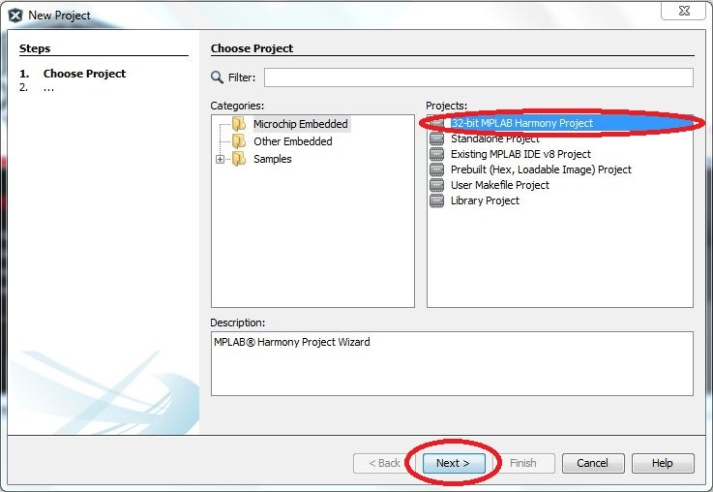 New Project
Steps
1. Choose Project
2. ...
Choose Project
Filter:
Categories:
Microchip Embedded
Other Embedded
Samples
Projects:
32-bit MPLAB Harmony Project
Standalone Project
Existing MPLAB IDE v8 Project
Prebuilt (Hex, Loadable Image) Project
User Makefile Project
Library Project
Description:
MPLAB® Harmony Project Wizard
< Back
Next >
Finish
Cancel
Help